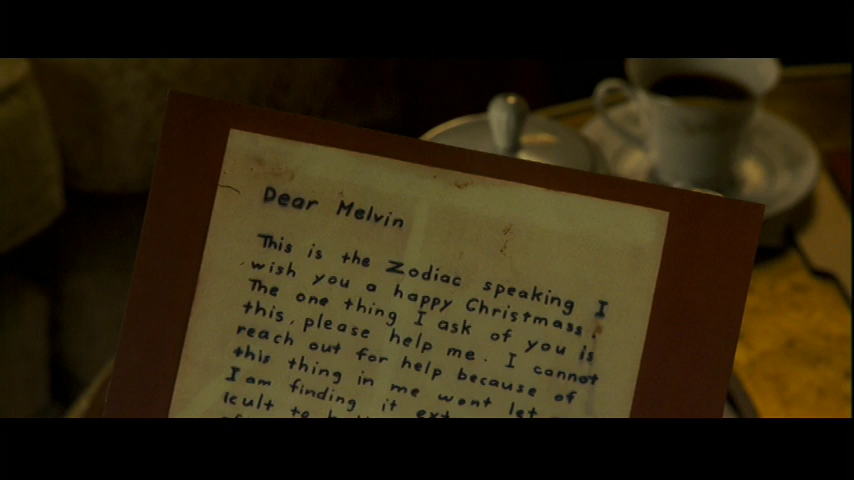 Dear Melvin
This is the Zodiac speaking I
wish you a happy Christmass.
The one thing I ask of you is
this, please help me. I cannot
reach out for help because of
this thing in me wont let
I am finding it ext
icult to